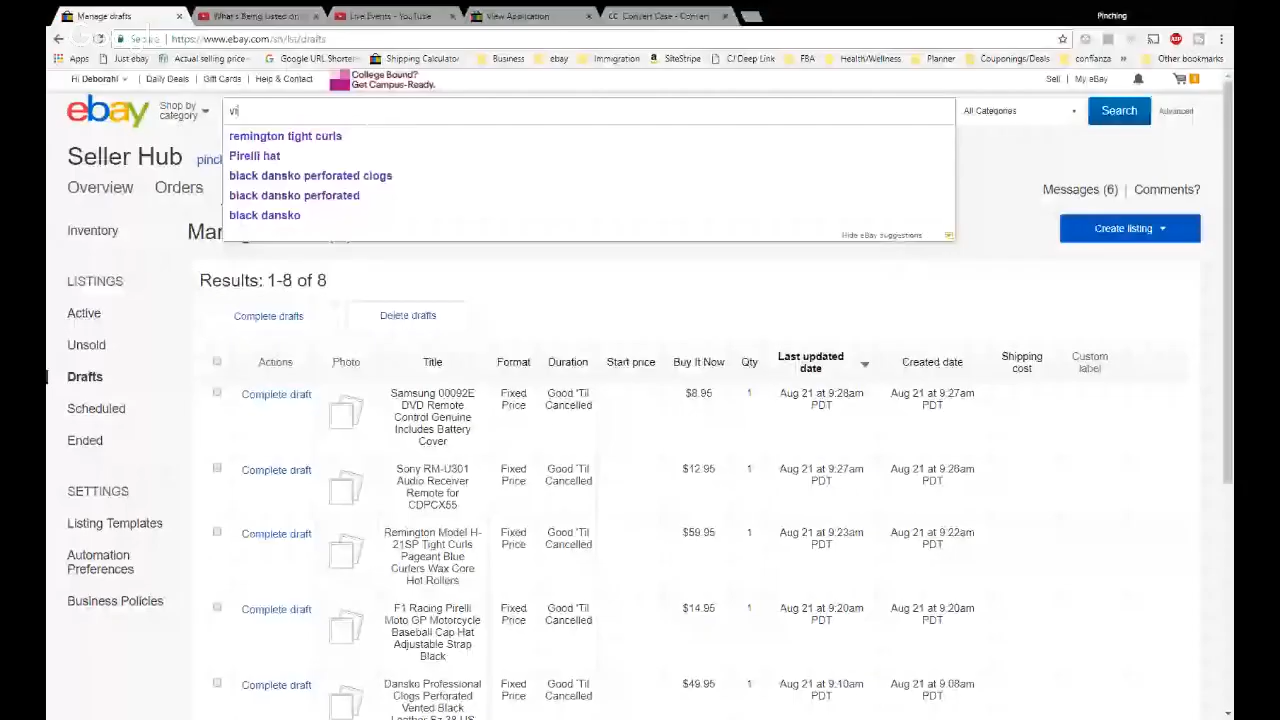 Manage drafts
What's Being Listed on
Live Events - YouTube
View Application
CC Convert Case - Convert
Pinching
https://www.ebay.com/sh/lst/drafts
Apps Just ebay Actual selling price G Google URL Shorten Shipping Calculator Business ebay Immigration SiteStripe CJ Deep Link FBA Health/Wellness Planner Couponings/Deals confianza Other bookmarks
Hi Deborah! Daily Deals Gift Cards Help & Contact
College Bound?
Get Campus-Ready.
Sell My eBay
ebay
Shop by
category
vi
All Categories
Search
Advanced
remington tight curls
Pirelli hat
black dansko perforated clogs
black dansko perforated
black dansko
Hide eBay suggestions
Seller Hub
Overview Orders
Messages (6) | Comments?
Create listing
Inventory
LISTINGS
Active
Unsold
Drafts
Scheduled
Ended
SETTINGS
Listing Templates
Automation
Preferences
Business Policies
Results: 1-8 of 8
Complete drafts Delete drafts
Actions Photo Title Format Duration Start price Buy It Now Qty Last updated
date Created date Shipping
cost Custom
label
Complete draft
Samsung 00092E
DVD Remote
Control Genuine
Includes Battery
Cover
Fixed
Price
Good 'Til
Cancelled
$8.95
1
Aug 21 at 9:28am
PDT
Aug 21 at 9:27am
PDT
Complete draft
Sony RM-U301
Audio Receiver
Remote for
CDPCX55
Fixed
Price
Good 'Til
Cancelled
$12.95
1
Aug 21 at 9:27am
PDT
Aug 21 at 9:26am
PDT
Complete draft
Remington Model H-
21SP Tight Curls
Pageant Blue
Curlers Wax Core
Hot Rollers
Fixed
Price
Good 'Til
Cancelled
$59.95
1
Aug 21 at 9:23am
PDT
Aug 21 at 9:22am
PDT
Complete draft
F1 Racing Pirelli
Moto GP Motorcycle
Baseball Cap Hat
Adjustable Strap
Black
Fixed
Price
Good 'Til
Cancelled
$14.95
1
Aug 21 at 9:20am
PDT
Aug 21 at 9:20am
PDT
Complete draft
Dansko Professional
Clogs Perforated
Vented Black
Leather Sz 38 US
Fixed
Price
Good 'Til
Cancelled
$49.95
1
Aug 21 at 9:10am
PDT
Aug 21 at 9:08am
PDT